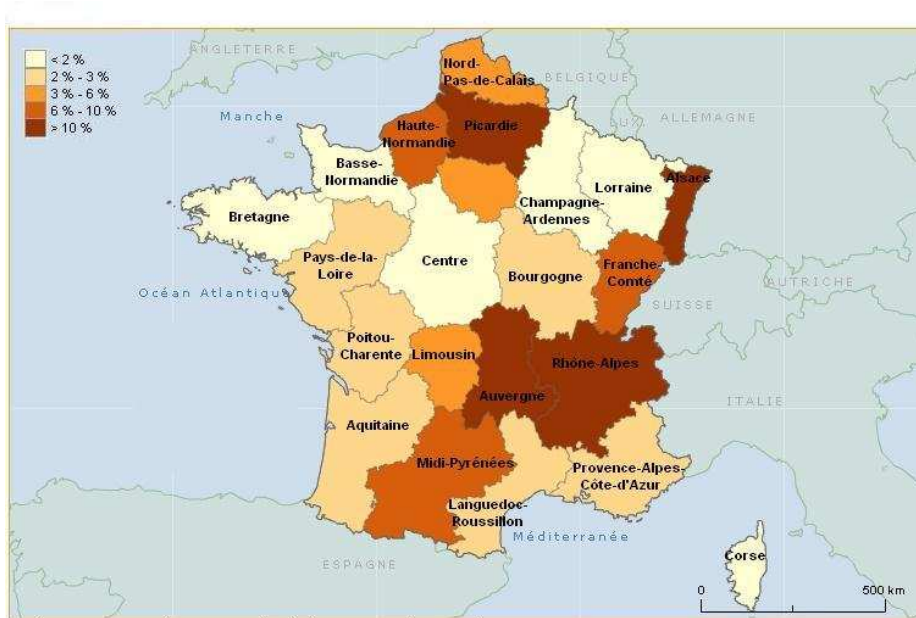 < 2 %
2 % - 3 %
3 % - 6 %
6 % - 10 %
> 10 %
ANGLETERRE
Nord-
Pas-de-Calais
BELGIQUE
Manche
Haute-
Normandie
Picardie
LUX
ALLEMAGNE
Basse-
Normandie
Lorraine
Alsace
Champagne-
Ardennes
Bretagne
Pays-de-la-
Loire
Centre
Bourgogne
Franche-
Comté
AUTRICHE
Océan Atlantique
SUISSE
Poitou-
Charente
Limousin
Rhône-Alpes
Auvergne
ITALIE
Aquitaine
Midi-Pyrénées
Provence-Alpes-
Côte-d'Azur
Languedoc-
Roussillon
Méditerranée
ESPAGNE
Corse
0
500 km